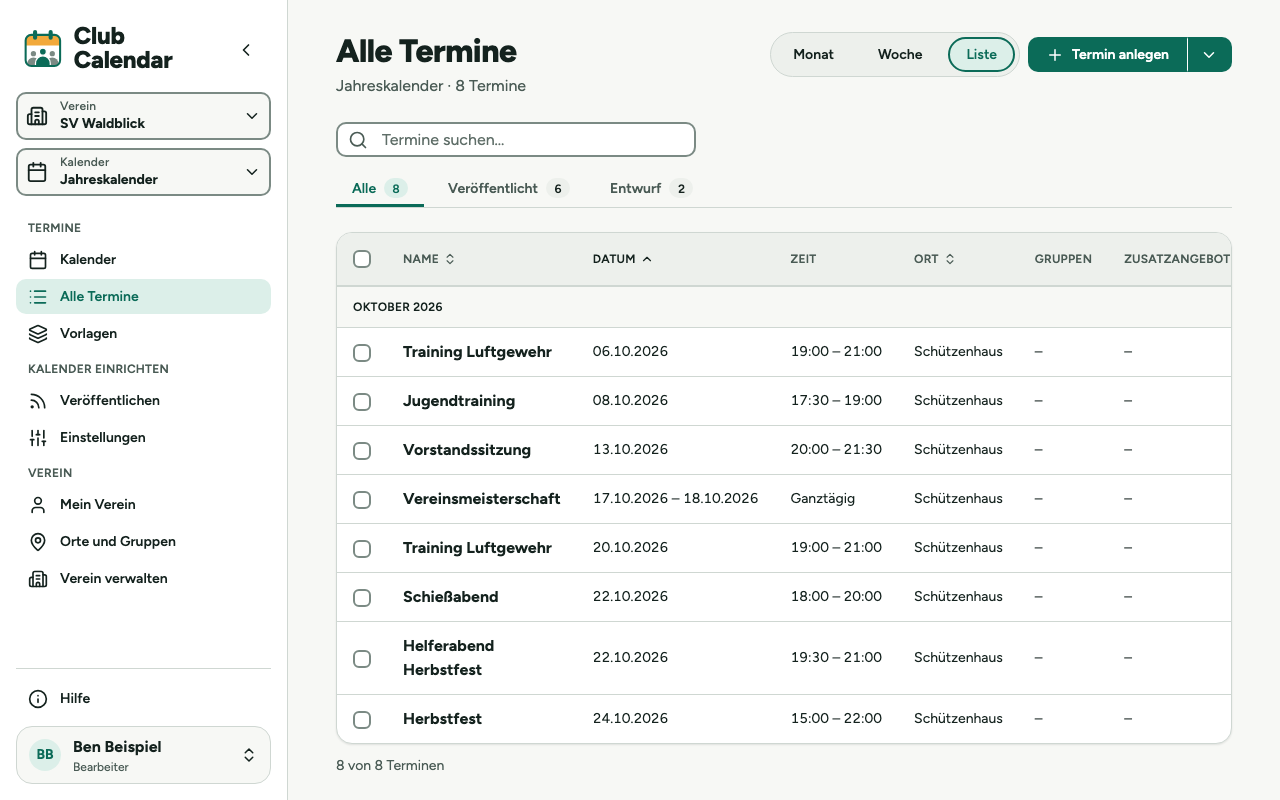 Club
Calendar
Verein
SV Waldblick
Kalender
Jahreskalender
TERMINE
Kalender
Alle Termine
Vorlagen
KALENDER EINRICHTEN
Veröffentlichen
Einstellungen
VEREIN
Mein Verein
Orte und Gruppen
Verein verwalten
Hilfe
BB
Ben Beispiel
Bearbeiter
Alle Termine
Jahreskalender · 8 Termine
Monat Woche Liste
Termin anlegen
Termine suchen...
Alle 8 Veröffentlicht 6 Entwurf 2
NAME DATUM ZEIT ORT GRUPPEN ZUSATZANGEBOT
OKTOBER 2026
Training Luftgewehr 06.10.2026 19:00 – 21:00 Schützenhaus – –
Jugendtraining 08.10.2026 17:30 – 19:00 Schützenhaus – –
Vorstandssitzung 13.10.2026 20:00 – 21:30 Schützenhaus – –
Vereinsmeisterschaft 17.10.2026 – 18.10.2026 Ganztägig Schützenhaus – –
Training Luftgewehr 20.10.2026 19:00 – 21:00 Schützenhaus – –
Schießabend 22.10.2026 18:00 – 20:00 Schützenhaus – –
Helferabend
Herbstfest 22.10.2026 19:30 – 21:00 Schützenhaus – –
Herbstfest 24.10.2026 15:00 – 22:00 Schützenhaus – –
8 von 8 Terminen